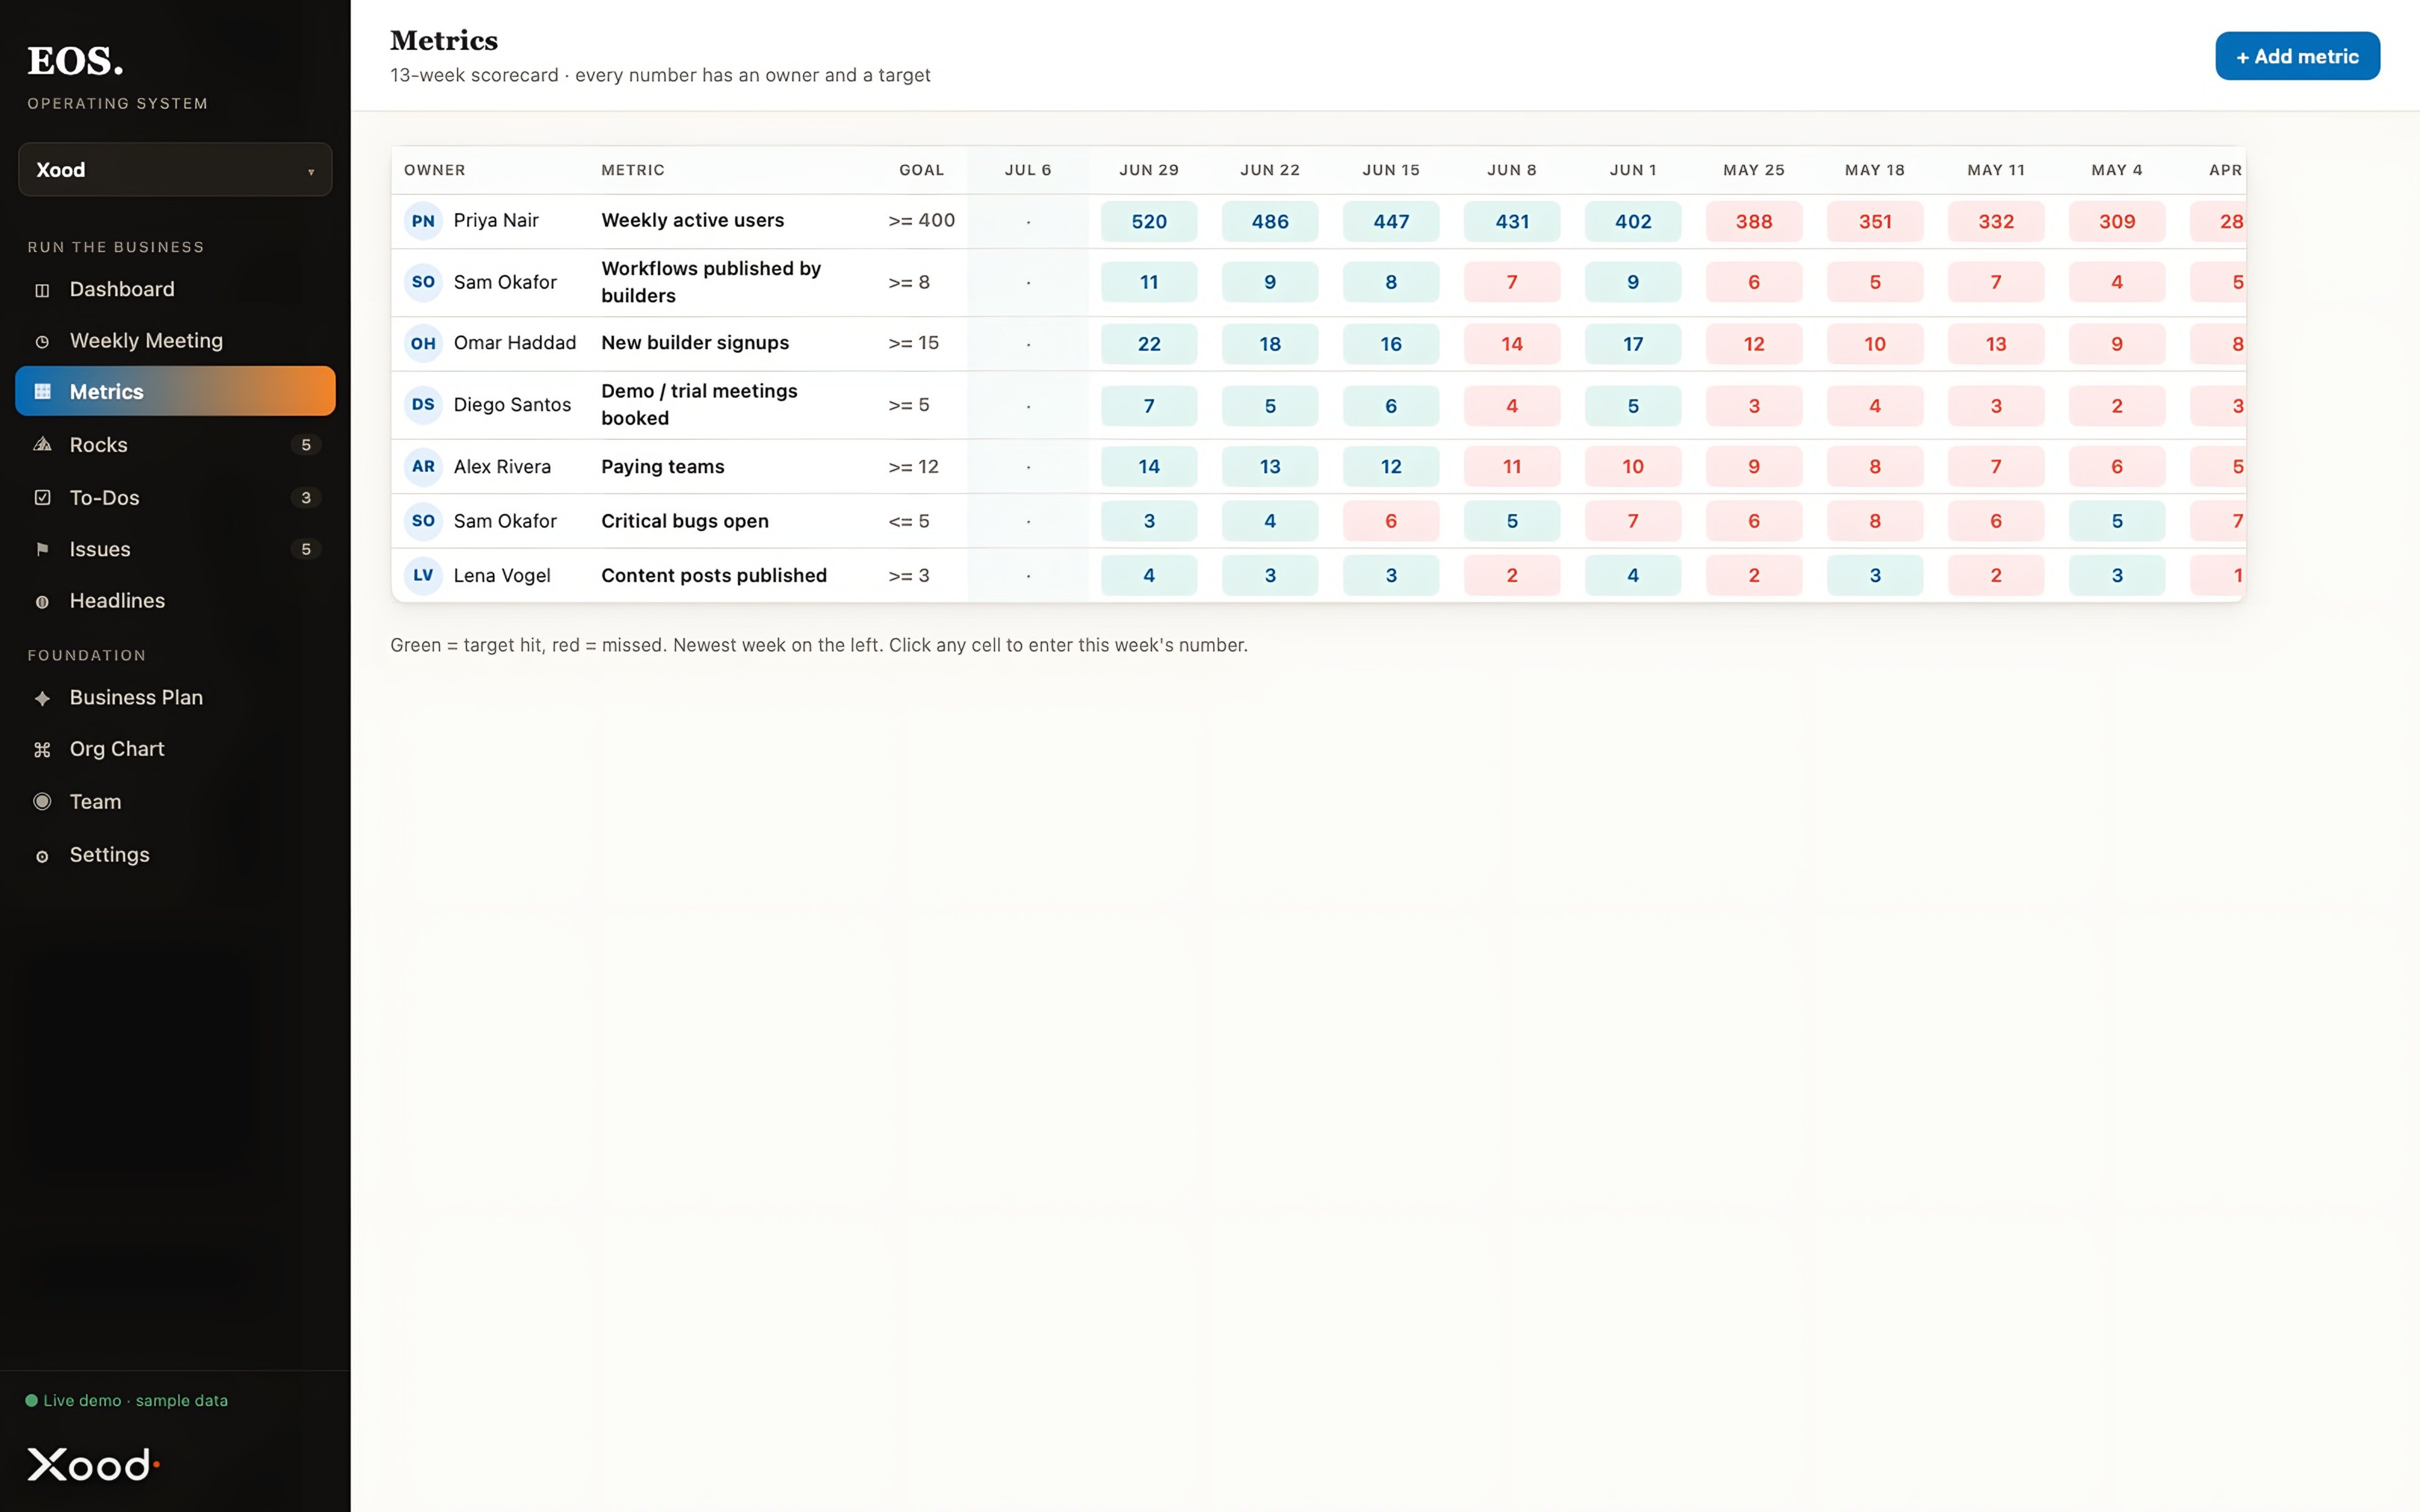 EOS.
OPERATING SYSTEM
Xood
RUN THE BUSINESS
Dashboard
Weekly Meeting
Metrics
Rocks 5
To-Dos 3
Issues 5
Headlines
FOUNDATION
Business Plan
Org Chart
Team
Settings
Live demo · sample data
Xood
Metrics
13-week scorecard · every number has an owner and a target
+ Add metric
OWNER METRIC GOAL JUL 6 JUN 29 JUN 22 JUN 15 JUN 8 JUN 1 MAY 25 MAY 18 MAY 11 MAY 4 APR
PN Priya Nair Weekly active users >= 400 · 520 486 447 431 402 388 351 332 309 28
SO Sam Okafor Workflows published by builders >= 8 · 11 9 8 7 9 6 5 7 4 5
OH Omar Haddad New builder signups >= 15 · 22 18 16 14 17 12 10 13 9 8
DS Diego Santos Demo / trial meetings booked >= 5 · 7 5 6 4 5 3 4 3 2 3
AR Alex Rivera Paying teams >= 12 · 14 13 12 11 10 9 8 7 6 5
SO Sam Okafor Critical bugs open <= 5 · 3 4 6 5 7 6 8 6 5 7
LV Lena Vogel Content posts published >= 3 · 4 3 3 2 4 2 3 2 3 1
Green = target hit, red = missed. Newest week on the left. Click any cell to enter this week's number.